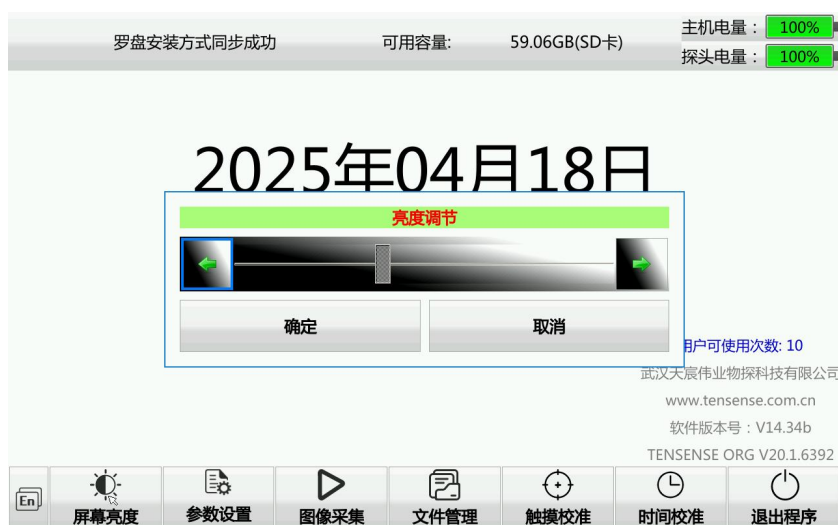 罗盘安装方式同步成功 可用容量: 59.06GB(SD卡) 主机电量： 100%
探头电量： 100%
2025年04月18日
亮度调节
确定 取消
用户可使用次数: 10
武汉天宸伟业物探科技有限公司
www.tensense.com.cn
软件版本号：V14.34b
TENSENSE ORG V20.1.6392
En 屏幕亮度 参数设置 图像采集 文件管理 触摸校准 时间校准 退出程序